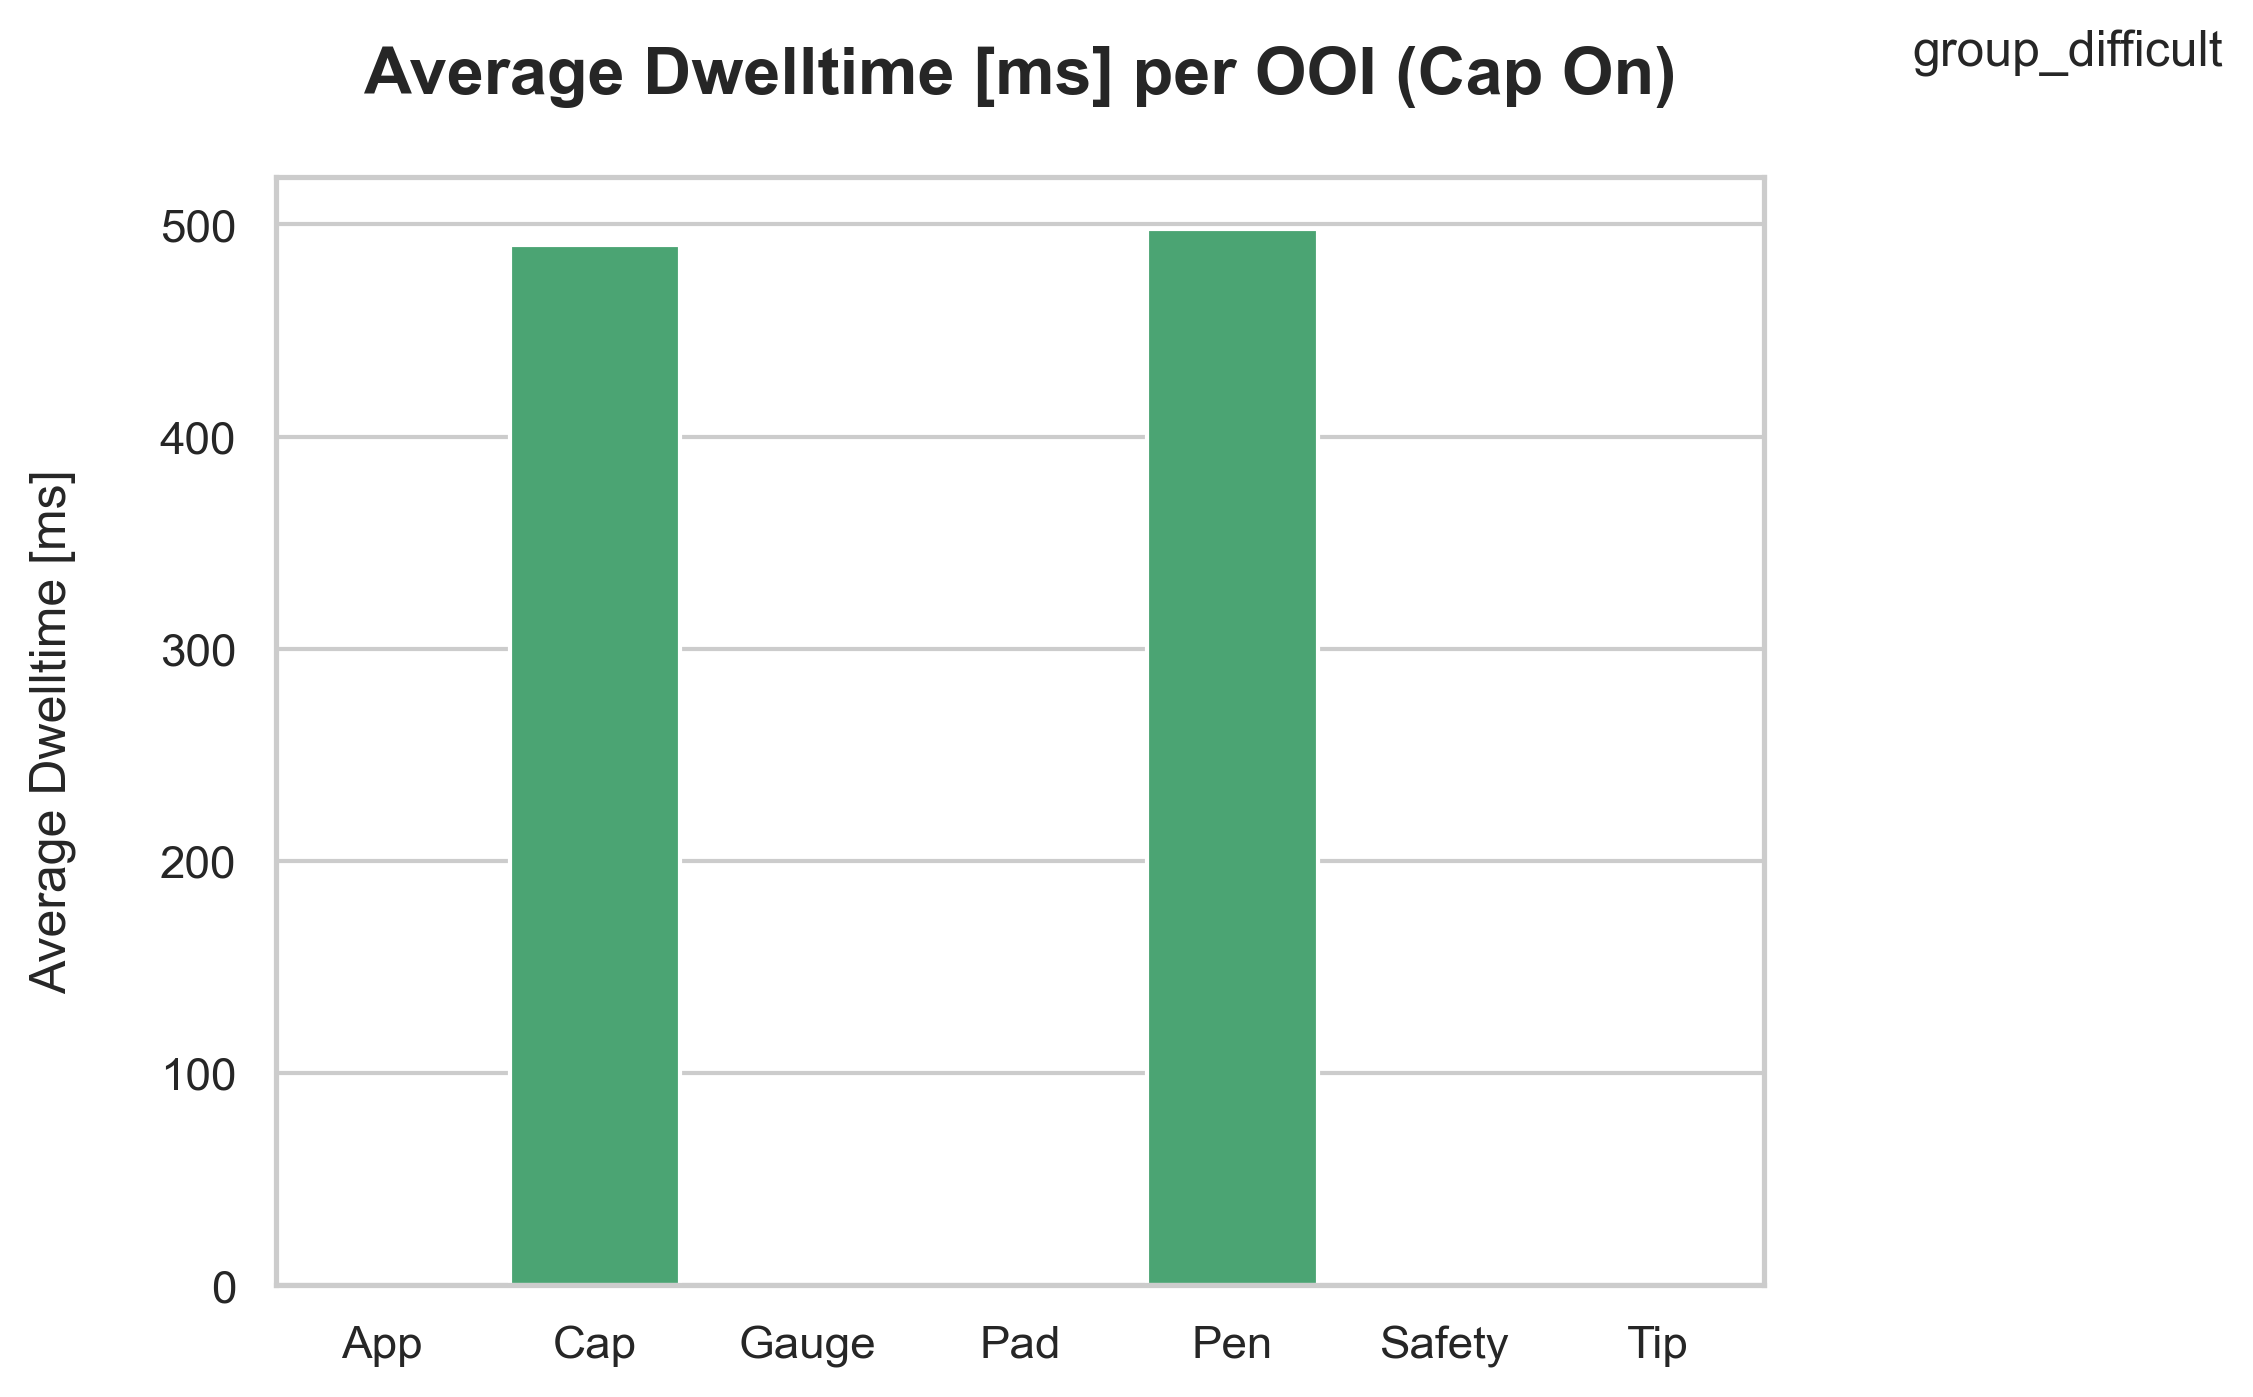 Average Dwelltime [ms] per OOI (Cap On)
group_difficult
Average Dwelltime [ms]
500
400
300
200
100
0
App Cap Gauge Pad Pen Safety Tip